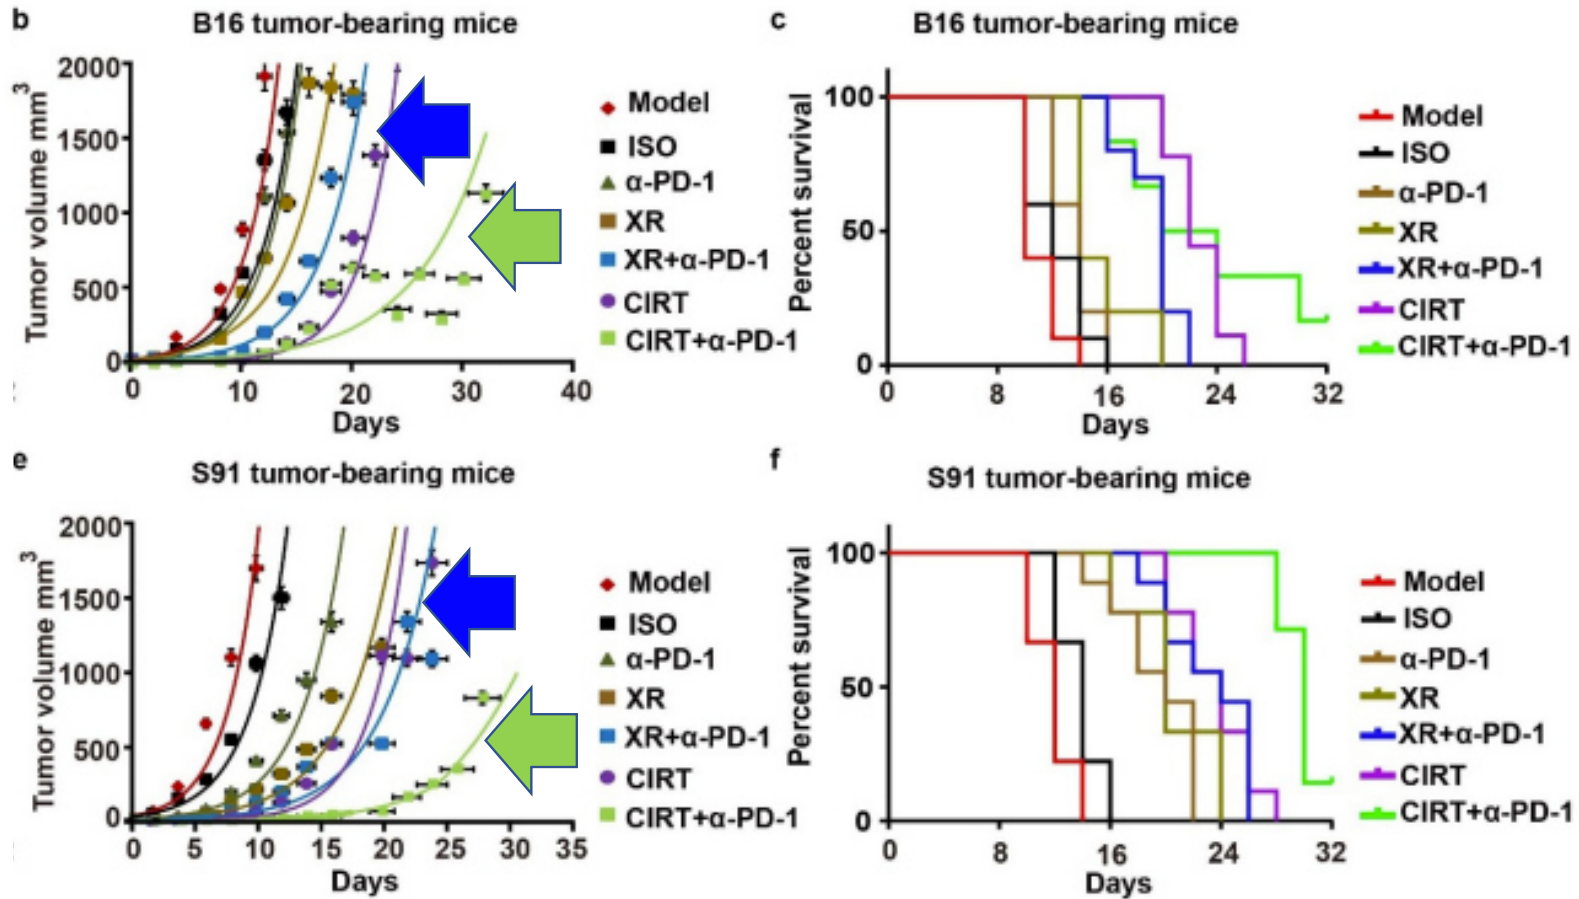 b
B16 tumor-bearing mice
Tumor volume mm3
2000
1500
1000
500
0
0 10 20 30 40
Days
Model
ISO
α-PD-1
XR
XR+α-PD-1
CIRT
CIRT+α-PD-1
c
B16 tumor-bearing mice
Percent survival
100
50
0
0 8 16 24 32
Days
Model
ISO
α-PD-1
XR
XR+α-PD-1
CIRT
CIRT+α-PD-1
e
S91 tumor-bearing mice
Tumor volume mm3
2000
1500
1000
500
0
0 5 10 15 20 25 30 35
Days
Model
ISO
α-PD-1
XR
XR+α-PD-1
CIRT
CIRT+α-PD-1
f
S91 tumor-bearing mice
Percent survival
100
50
0
0 8 16 24 32
Days
Model
ISO
α-PD-1
XR
XR+α-PD-1
CIRT
CIRT+α-PD-1